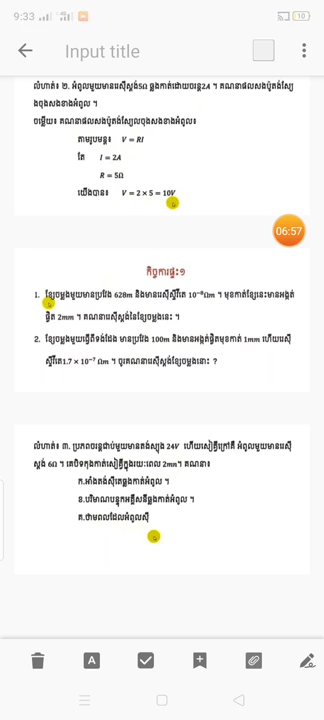 9:33
10
Input title
លំហាត់៖ ២. អំពូលមួយមានរេស៊ីស្តង់5Ω ឆ្លងកាត់ដោយចរន្ត2A ។ គណនាផលសងប៉ូតង់ស្យែ
លចុងសងខាងអំពូល ។
ចម្លើយ៖ គណនាផលសងប៉ូតង់ស្យែលចុងសងខាងអំពូល៖
តាមរូបមន្ត៖ V = RI
តែ I = 2A
R = 5Ω
យើងបាន៖ V = 2 × 5 = 10V
06:57
កិច្ចការផ្ទះ១
1. ខ្សែចម្លងមួយមានប្រវែង 628m និងមានរេស៊ីស្ទីវីតេ 10⁻⁸Ωm ។ មុខកាត់ខ្សែនេះមានអង្កត់
ផ្ចិត 2mm ។ គណនារេស៊ីស្តង់នៃខ្សែចម្លងនេះ ។
2. ខ្សែចម្លងមួយធ្វើពីទង់ដែង មានប្រវែង 100m និងមានអង្កត់ផ្ចិតមុខកាត់ 1mm ហើយរេស៊ី
ស្ទីវីតេ1.7 × 10⁻⁷ Ωm ។ ចូរគណនារេស៊ីស្តង់ខ្សែចម្លងនោះ ?
លំហាត់៖ ៣. ប្រភពចរន្តជាប់មួយមានតង់ស្យុង 24V ហើយសៀគ្វីក្រៅគឺ អំពូលមួយមានរេស៊ី
ស្តង់ 6Ω ។ គេបិទកុងតាក់សៀគ្វីក្នុងរយៈពេល 2mn។ គណនា៖
ក.អាំងតង់ស៊ីតេឆ្លងកាត់អំពូល ។
ខ.បរិមាណបន្ទុកអគ្គីសនីឆ្លងកាត់អំពូល ។
គ.ថាមពលដែលអំពូលស៊ី
A